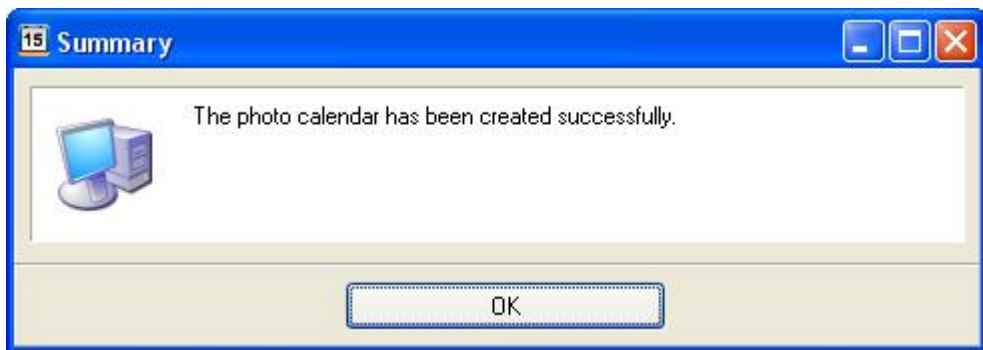 15 Summary
The photo calendar has been created successfully.
OK